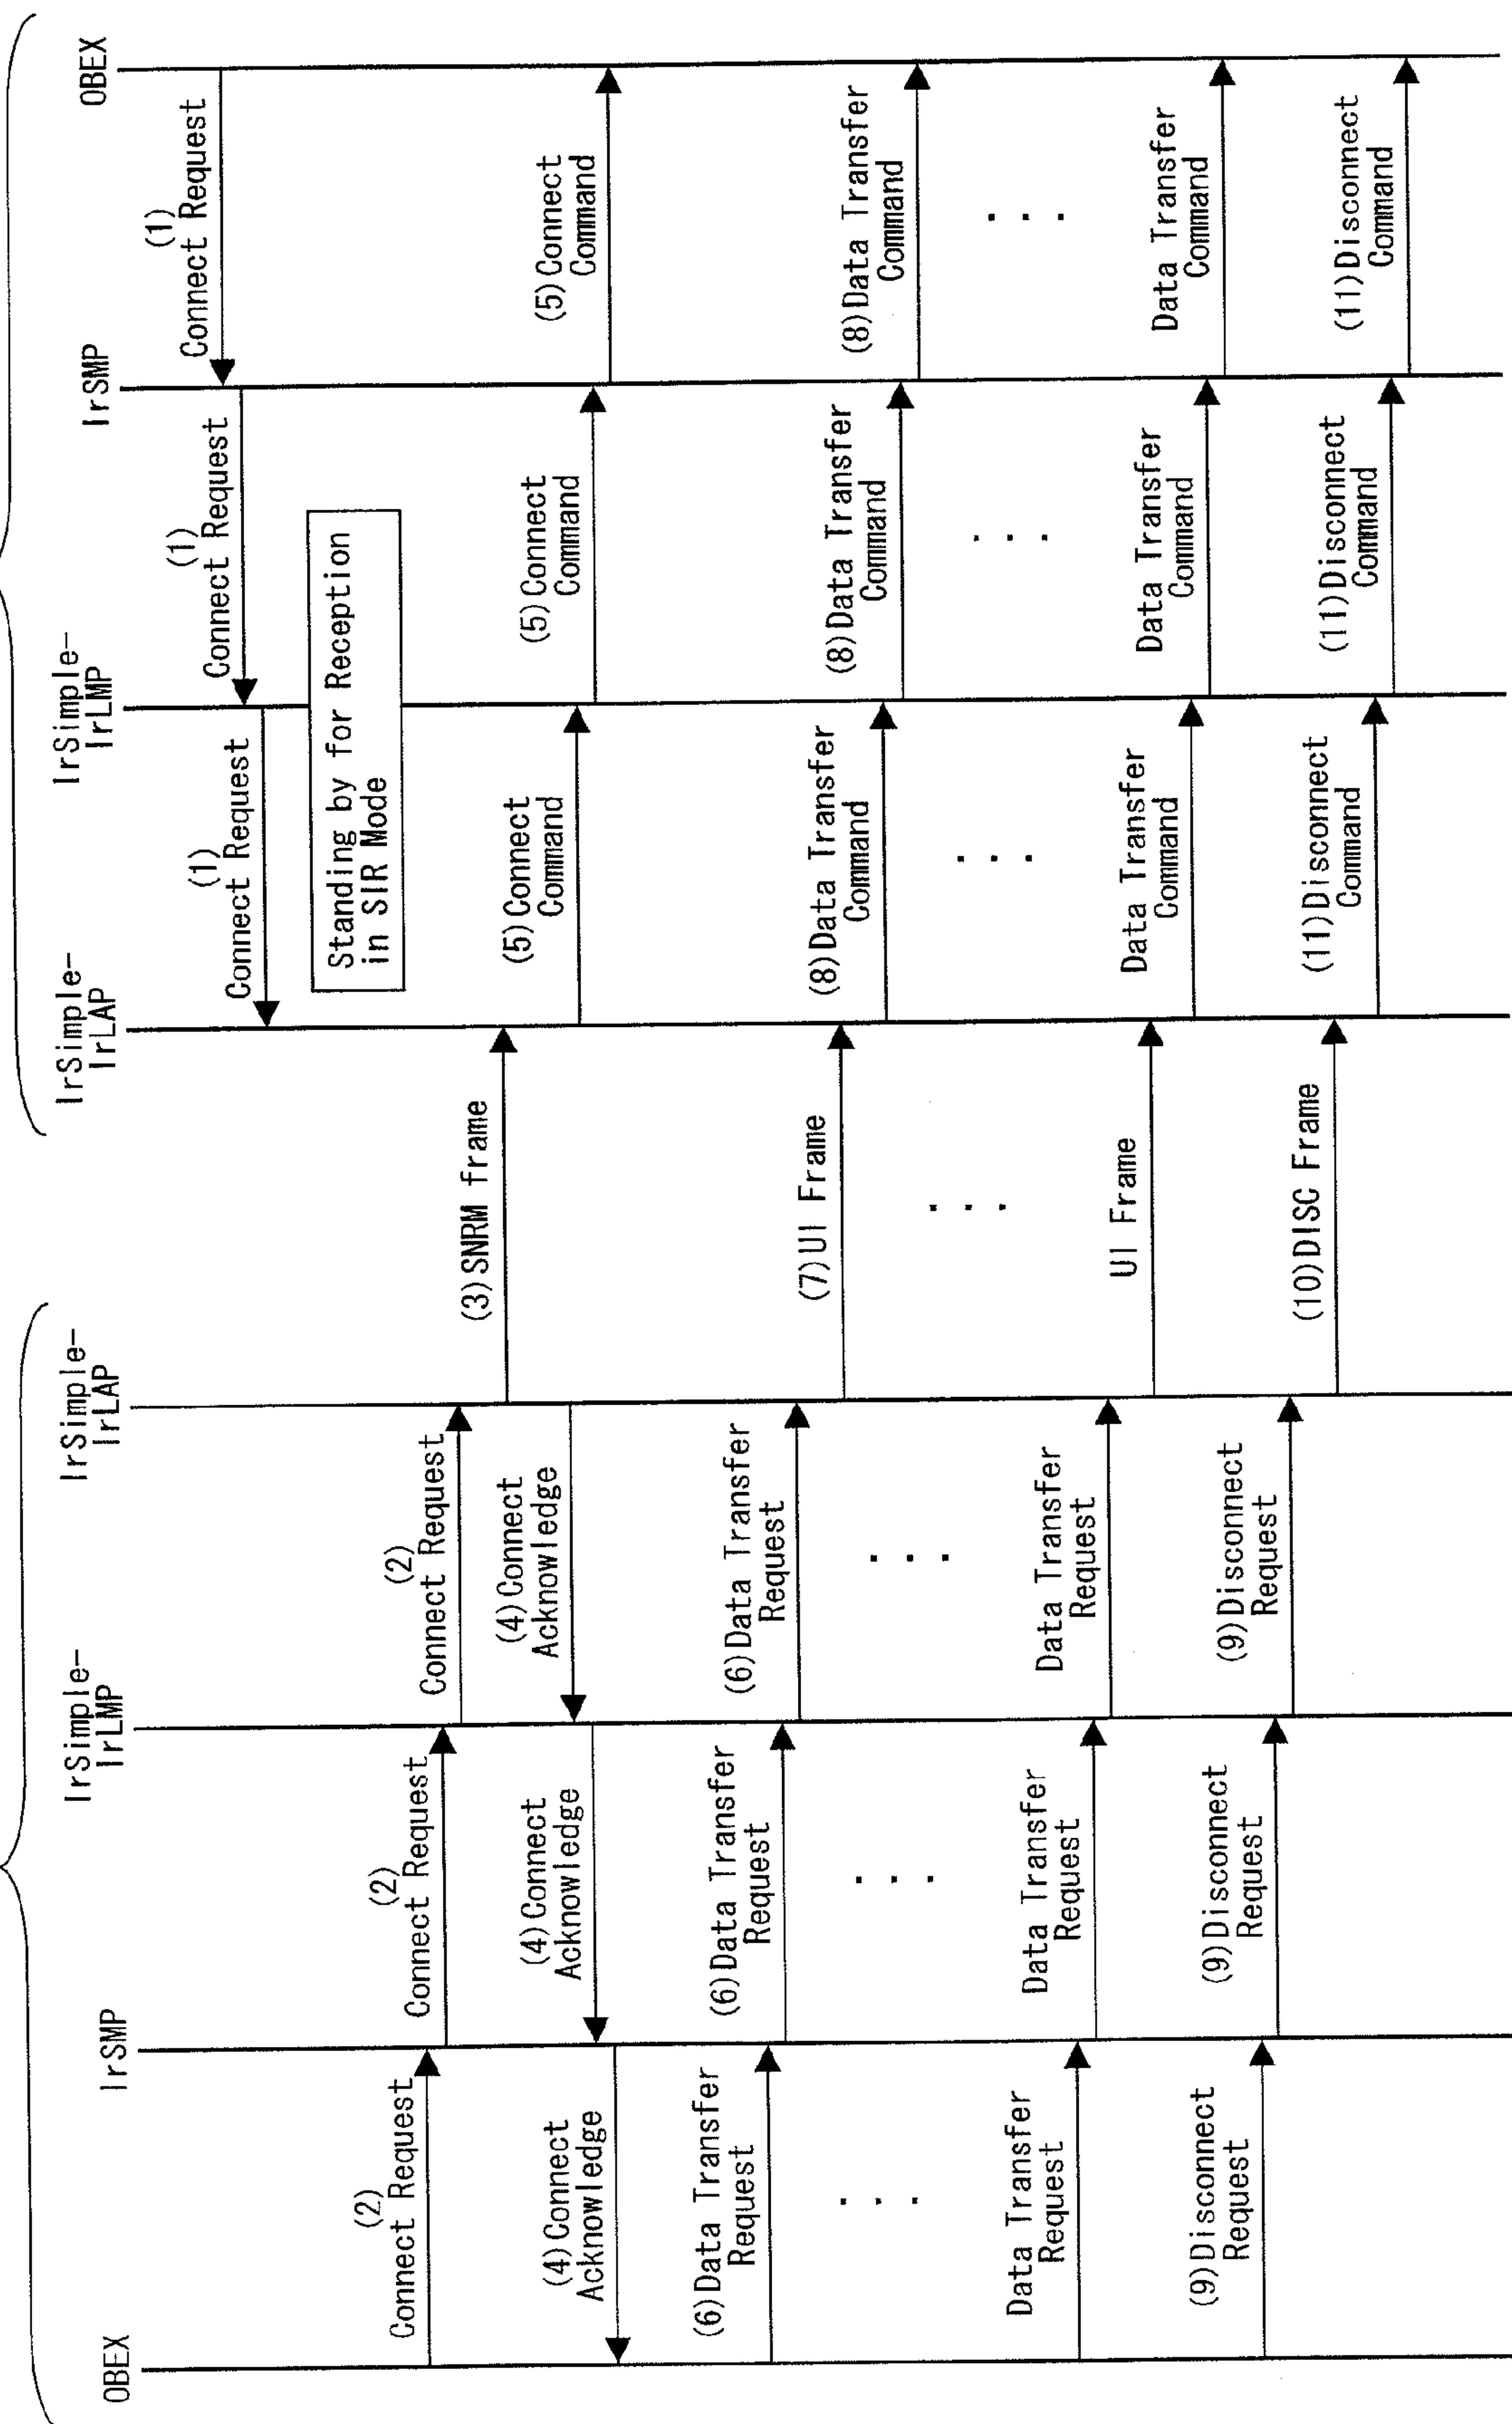 OBEX
IrSMP
IrSimple-
IrLMP
IrSimple-
IrLAP
IrSimple-
IrLAP
IrSimple-
IrLMP
IrSMP
OBEX
(1)
Connect Request
(1)
Connect Request
(1)
Connect Request
Standing by for Reception
in SIR Mode
(2)
Connect Request
(2)
Connect Request
(2)
Connect Request
(3)SNRM frame
(4)Connect
Acknowledge
(4)Connect
Acknowledge
(4)Connect
Acknowledge
(5)Connect
Command
(5)Connect
Command
(5)Connect
Command
(6)Data Transfer
Request
(6)Data Transfer
Request
(6)Data Transfer
Request
(7)UI Frame
(8)Data Transfer
Command
(8)Data Transfer
Command
(8)Data Transfer
Command
. . .
. . .
. . .
. . .
. . .
. . .
. . .
Data Transfer
Request
Data Transfer
Request
Data Transfer
Request
UI Frame
Data Transfer
Command
Data Transfer
Command
Data Transfer
Command
(9)Disconnect
Request
(9)Disconnect
Request
(9)Disconnect
Request
(10)DISC Frame
(11)Disconnect
Command
(11)Disconnect
Command
(11)Disconnect
Command